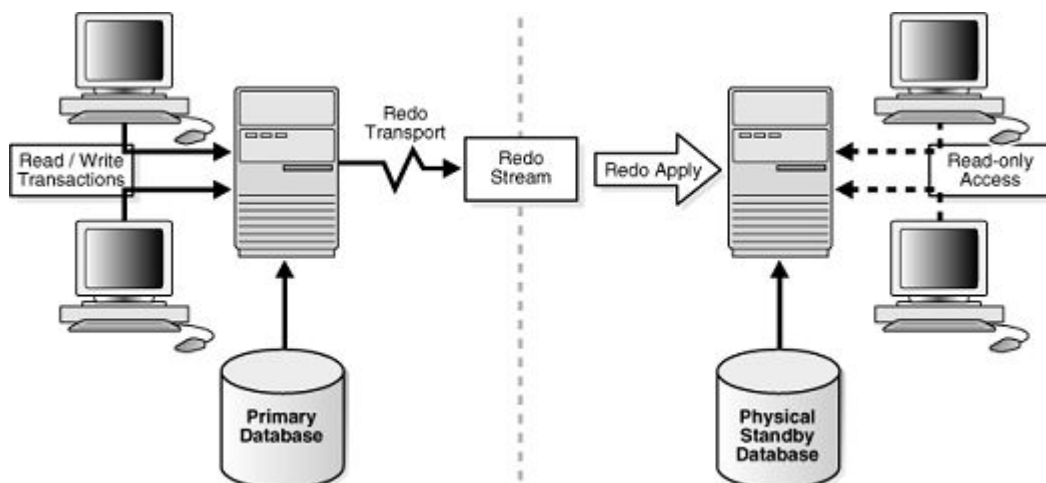 Redo
Transport
Read / Write
Transactions
Redo
Stream
Redo Apply
Read-only
Access
Primary
Database
Physical
Standby
Database